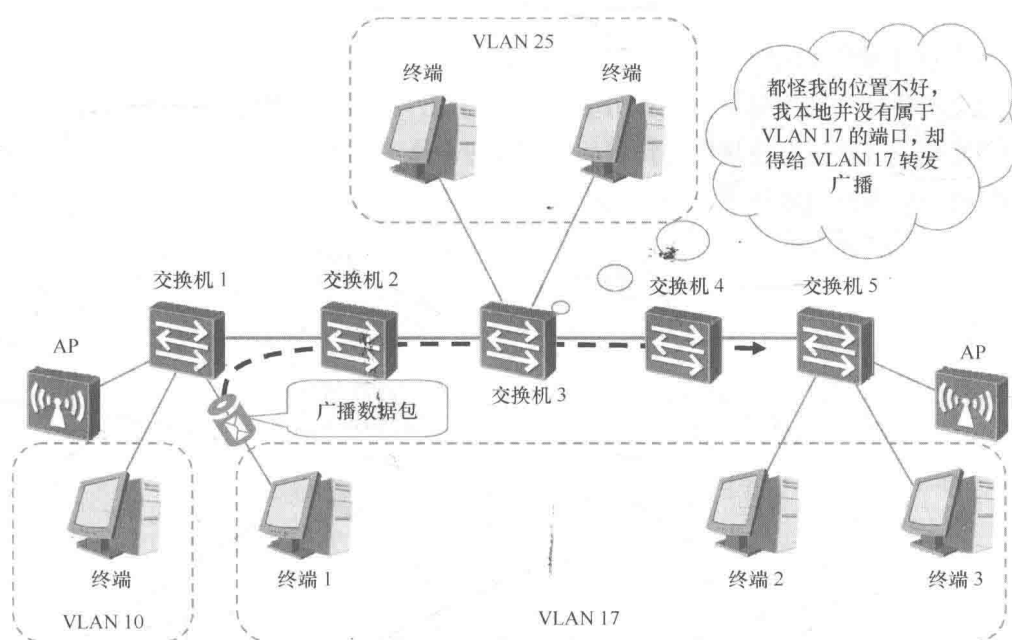 VLAN 25
终端
终端
都怪我的位置不好，
我本地并没有属于
VLAN 17 的端口，却
得给 VLAN 17 转发
广播
交换机 1
交换机 2
交换机 4
交换机 5
AP
AP
交换机 3
广播数据包
终端
终端 1
终端 2
终端 3
VLAN 10
VLAN 17